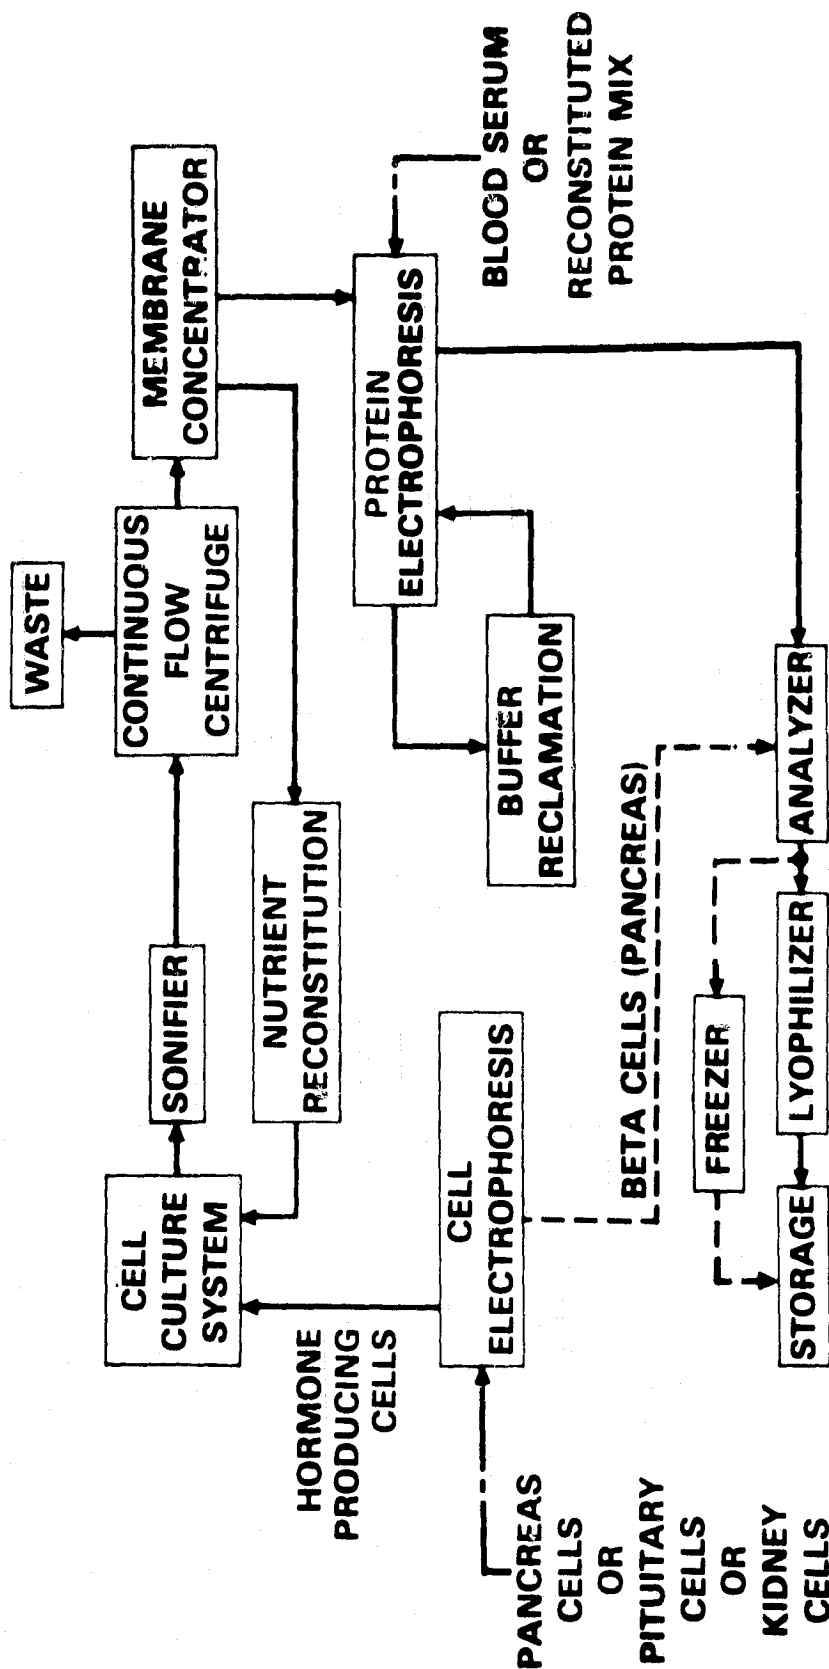 WASTE
CONTINUOUS
FLOW
CENTRIFUGE
MEMBRANE
CONCENTRATOR
SONIFIER
CELL
CULTURE
SYSTEM
NUTRIENT
RECONSTITUTION
HORMONE
PRODUCING
CELLS
PROTEIN
ELECTROPHORESIS
BLOOD SERUM
OR
RECONSTITUTED
PROTEIN MIX
CELL
ELECTROPHORESIS
BUFFER
RECLAMATION
PANCREAS
CELLS
OR
PITUITARY
CELLS
OR
KIDNEY
CELLS
BETA CELLS (PANCREAS)
FREEZER
STORAGE
LYOPHILIZER
ANALYZER